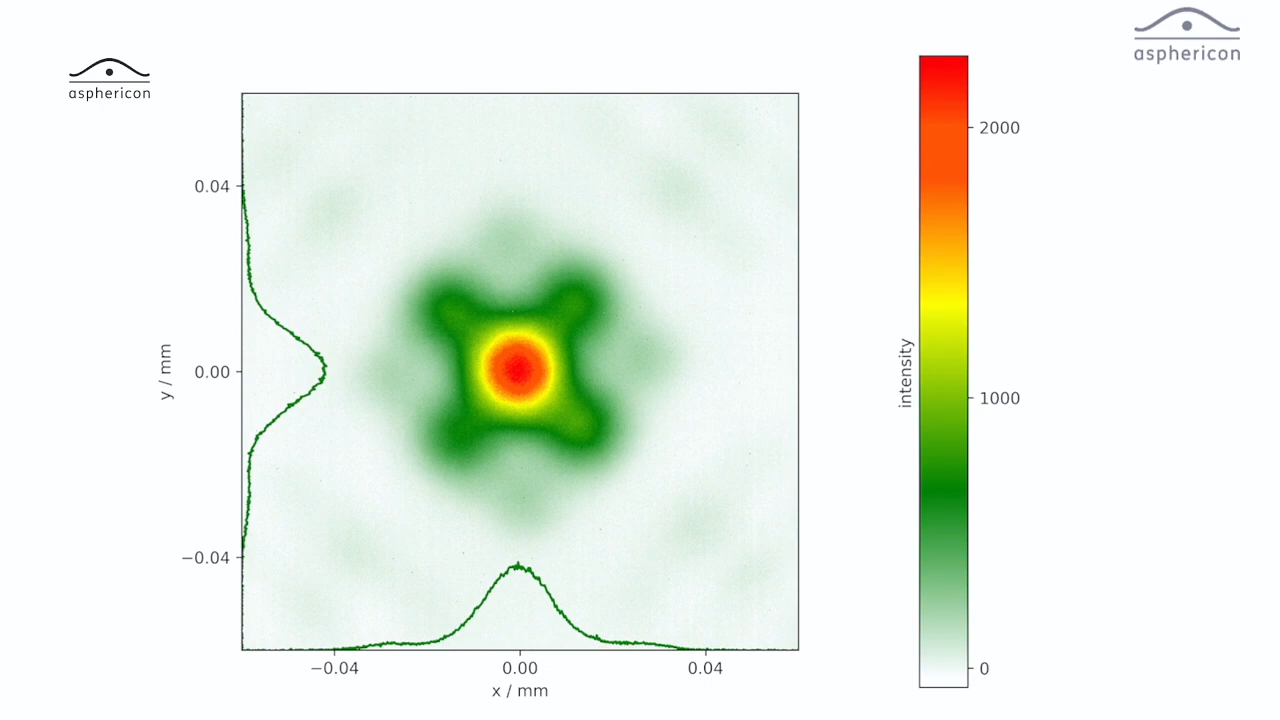 asphericon
asphericon
2000
0.04
intensity
y / mm
0.00
1000
−0.04
0
−0.04
0.00
0.04
x / mm